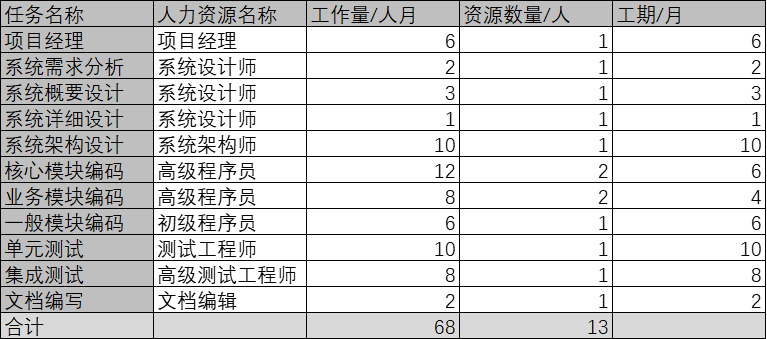 任务名称 人力资源名称 工作量/人月 资源数量/人 工期/月
项目经理 项目经理 6 1 6
系统需求分析 系统设计师 2 1 2
系统概要设计 系统设计师 3 1 3
系统详细设计 系统设计师 1 1 1
系统架构设计 系统架构师 10 1 10
核心模块编码 高级程序员 12 2 6
业务模块编码 高级程序员 8 2 4
一般模块编码 初级程序员 6 1 6
单元测试 测试工程师 10 1 10
集成测试 高级测试工程师 8 1 8
文档编写 文档编辑 2 1 2
合计 68 13